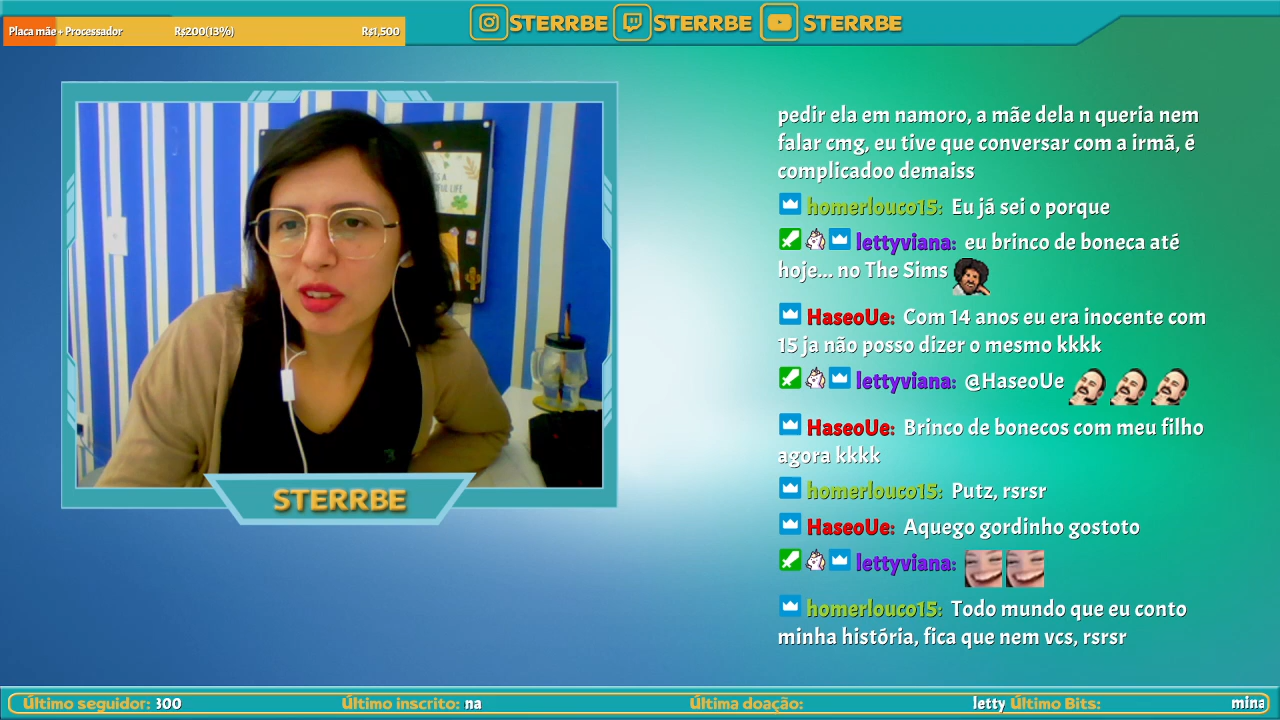 Placa mãe + Processador R$200(13%) R$1,500
STERRBE STERRBE STERRBE
pedir ela em namoro, a mãe dela n queria nem
falar cmg, eu tive que conversar com a irmã, é
complicadoo demaiss
homerlouco15: Eu já sei o porque
lettyviana: eu brinco de boneca até
hoje... no The Sims
HaseoUe: Com 14 anos eu era inocente com
15 ja não posso dizer o mesmo kkkk
lettyviana: @HaseoUe
HaseoUe: Brinco de bonecos com meu filho
agora kkkk
homerlouco15: Putz, rsrsr
HaseoUe: Aquego gordinho gostoto
lettyviana:
homerlouco15: Todo mundo que eu conto
minha história, fica que nem vcs, rsrsr
STERRBE
Último seguidor: 300 Último inscrito: na Última doação: letty Último Bits: mina